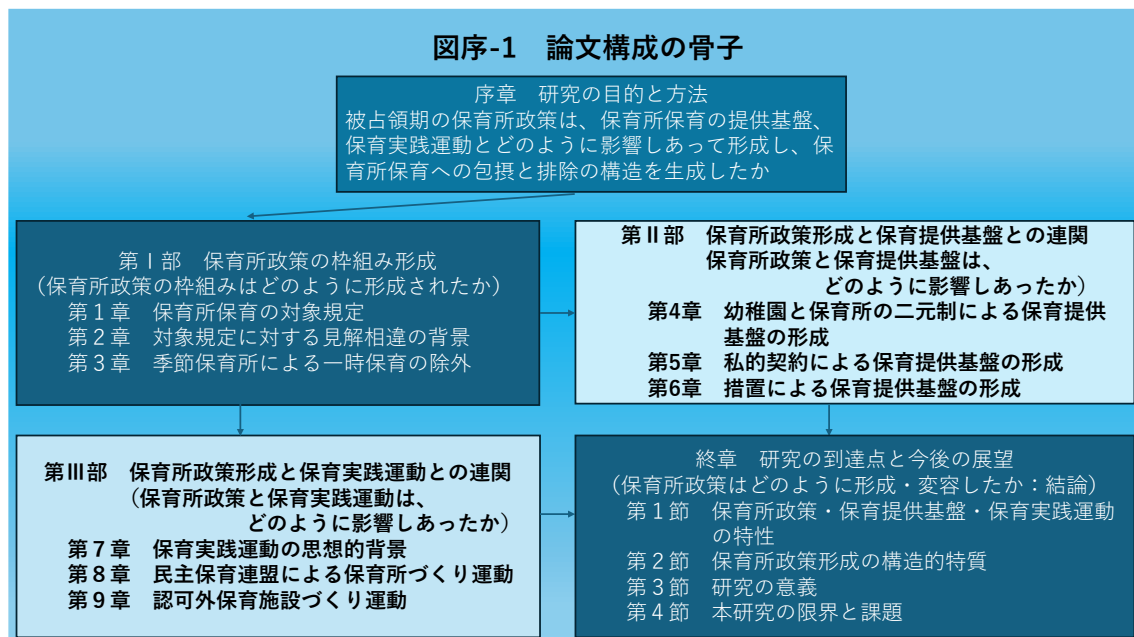 図序-1　論文構成の骨子
序章　研究の目的と方法
被占領期の保育所政策は、保育所保育の提供基盤、
保育実践運動とどのように影響しあって形成し、保
育所保育への包摂と排除の構造を生成したか
第Ⅰ部　保育所政策の枠組み形成
（保育所政策の枠組みはどのように形成されたか）
第１章　保育所保育の対象規定
第２章　対象規定に対する見解相違の背景
第３章　季節保育所による一時保育の除外
第Ⅱ部　保育所政策形成と保育提供基盤との連関
保育所政策と保育提供基盤は、
どのように影響しあったか）
第4章　幼稚園と保育所の二元制による保育提供
基盤の形成
第5章　私的契約による保育提供基盤の形成
第6章　措置による保育提供基盤の形成
第Ⅲ部　保育所政策形成と保育実践運動との連関
（保育所政策と保育実践運動は、
どのように影響しあったか）
第７章　保育実践運動の思想的背景
第８章　民主保育連盟による保育所づくり運動
第９章　認可外保育施設づくり運動
終章　研究の到達点と今後の展望
（保育所政策はどのように形成・変容したか：結論）
第１節　保育所政策・保育提供基盤・保育実践運動
の特性
第２節　保育所政策形成の構造的特質
第３節　研究の意義
第４節　本研究の限界と課題